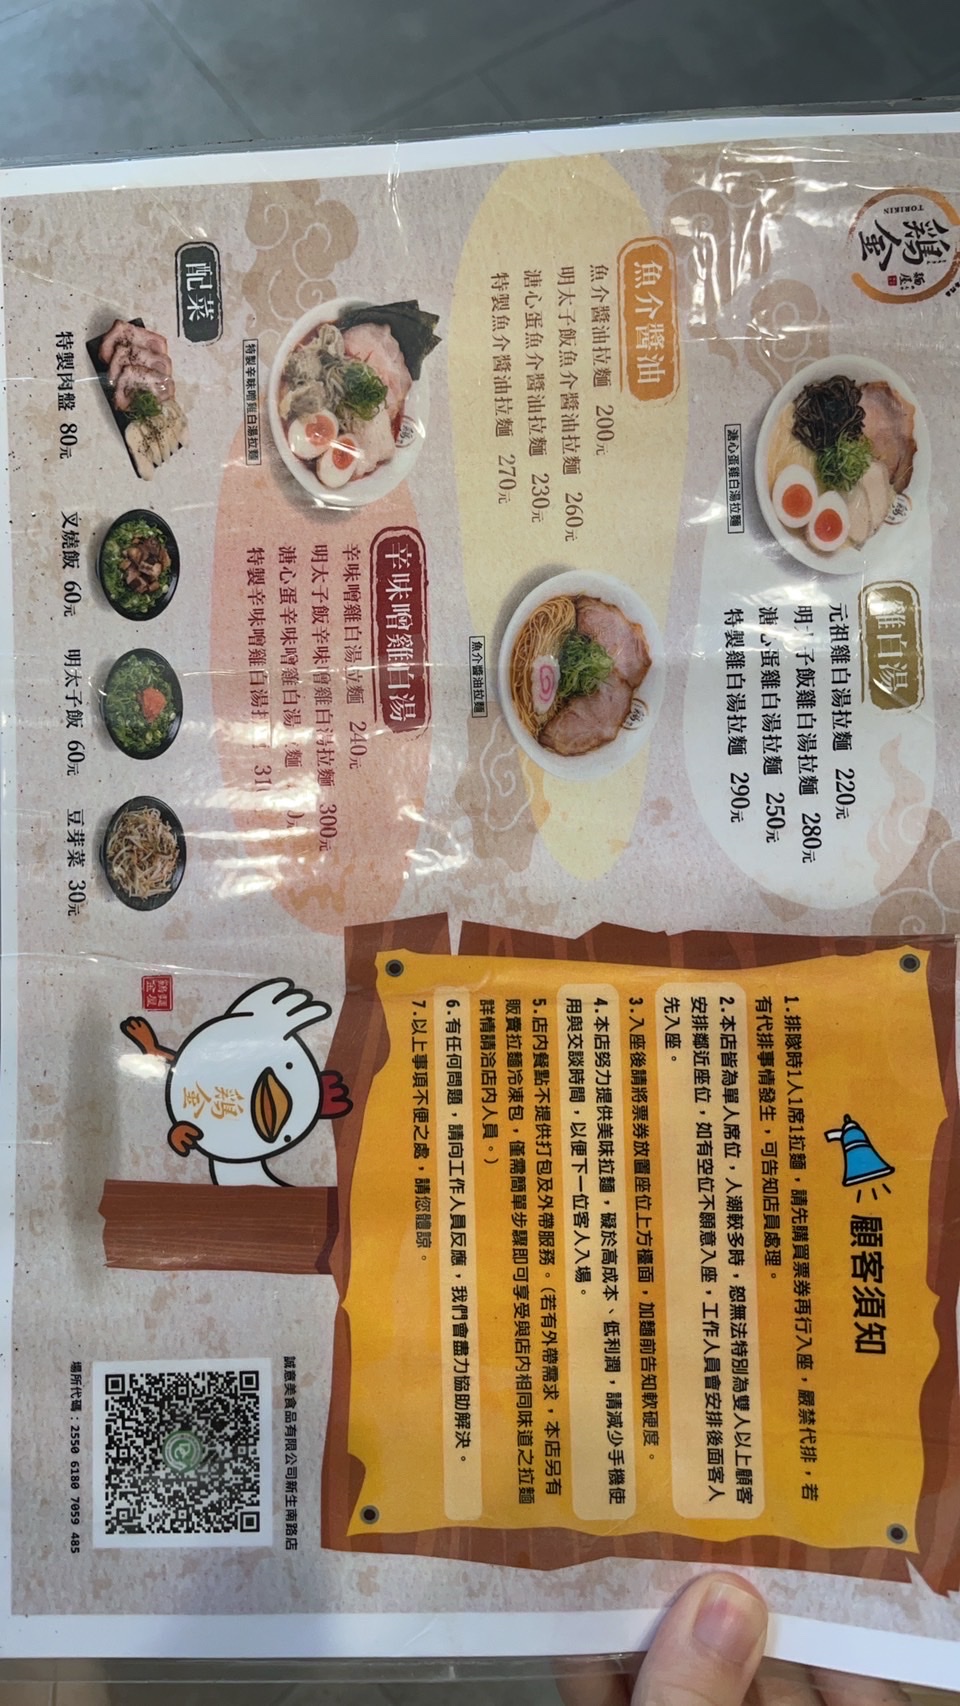 TORIKIN
鶏金
雞白湯
元祖雞白湯拉麵 220元
明 子飯雞白湯拉麵 280元
溏心蛋雞白湯拉麵 250元
特製雞白湯拉麵 290元
溏心蛋雞白湯拉麵
魚介醬油
魚介醬油拉麵 200元
明太子飯魚介醬油拉麵 260元
溏心蛋魚介醬油拉麵 230元
特製魚介醬油拉麵 270元
魚介醬油拉麵
辛味噌雞白湯
辛味噌雞白湯拉麵 240元
明太子飯辛味噌雞白湯拉麵 300元
溏心蛋辛味噌雞白湯 麵
特製辛味噌雞白湯
特製辛味噌雞白湯拉麵
配菜
特製肉盤 80元
叉燒飯 60元
明太子飯 60元
豆芽菜 30元
顧客須知
1.排隊時1人1席1拉麵，請先購買票券再行入座，嚴禁代排，若
有代排事情發生，可告知店員處理。
2.本店皆為單人席位，人潮較多時，恕無法特別為雙人以上顧客
安排鄰近座位，如有空位不願意入座，工作人員會安排後面客人
先入座。
3.入座後請將票券放置座位上方檯面，加麵前告知軟硬度。
4.本店努力提供美味拉麵，礙於高成本、低利潤，請減少手機使
用與交談時間，以便下一位客人入場。
5.店內餐點不提供打包及外帶服務。(若有外帶需求，本店另有
販賣拉麵冷凍包，僅需簡單步驟即可享受與店內相同味道之拉麵
詳情請洽店內人員。)
6.有任何問題，請向工作人員反應，我們會盡力協助解決。
7.以上事項不便之處，請您體諒。
鶏金
誠意美食品有限公司新生南路店
場所代碼：2550 6180 7059 485